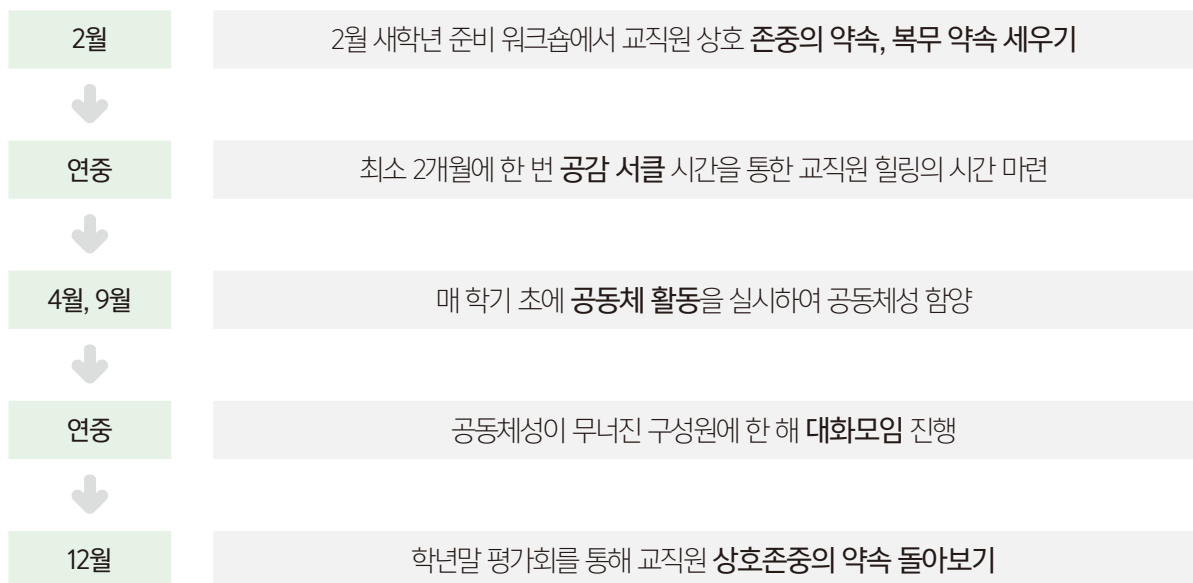 2월
2월 새학년 준비 워크숍에서 교직원 상호 존중의 약속, 복무 약속 세우기
연중
최소 2개월에 한 번 공감 서클 시간을 통한 교직원 힐링의 시간 마련
4월, 9월
매 학기 초에 공동체 활동을 실시하여 공동체성 함양
연중
공동체성이 무너진 구성원에 한 해 대화모임 진행
12월
학년말 평가회를 통해 교직원 상호존중의 약속 돌아보기